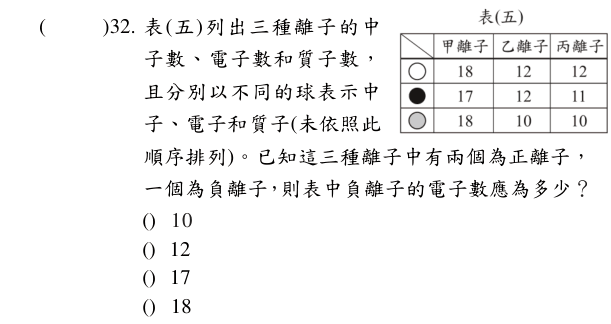 (　　)32. 表(五)列出三種離子的中
子數、電子數和質子數，
且分別以不同的球表示中
子、電子和質子(未依照此
順序排列)。已知這三種離子中有兩個為正離子，
一個為負離子，則表中負離子的電子數應為多少？
() 10
() 12
() 17
() 18
表(五)
甲離子 乙離子 丙離子
○ 18 12 12
● 17 12 11
18 10 10